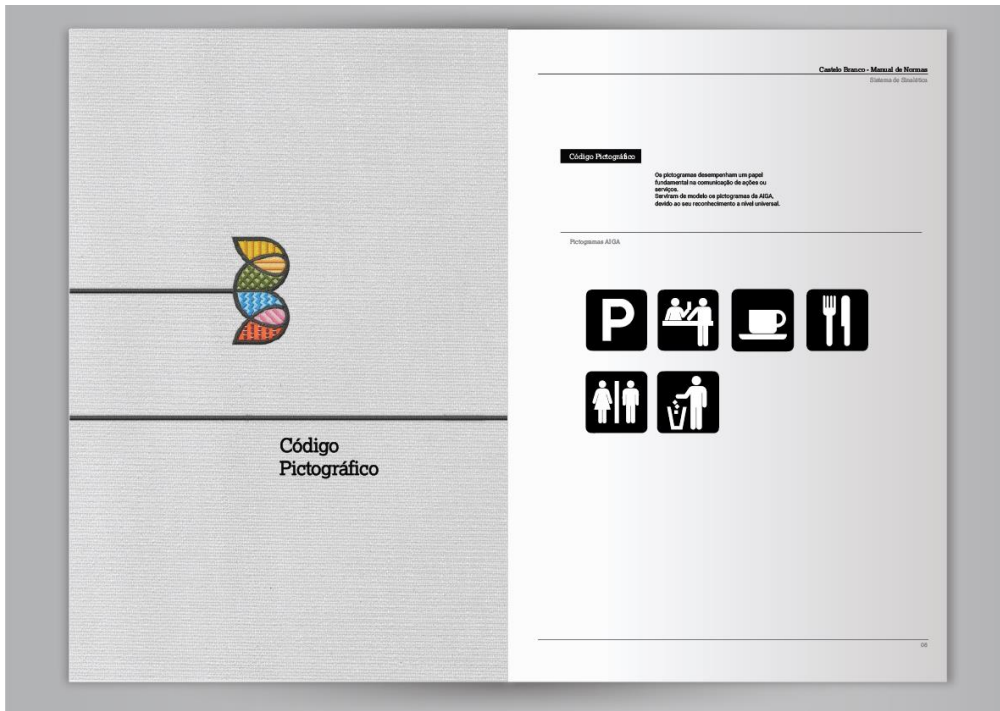 Código
Pictográfico
Castelo Branco - Manual de Normas
Sistema de Sinalética
Código Pictográfico
Os pictogramas desempenham um papel
fundamental na comunicação de ações ou
serviços.
Serviram de modelo os pictogramas da AIGA,
devido ao seu reconhecimento a nível universal.
Pictogramas AIGA
P